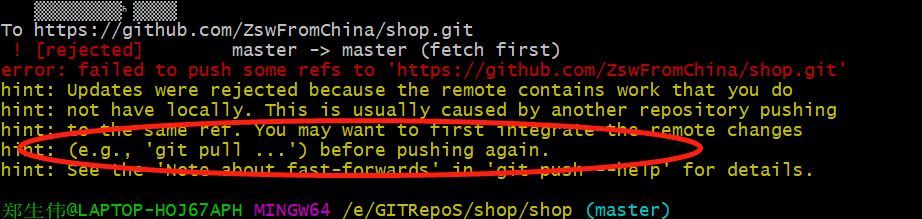 To https://github.com/ZswFromChina/shop.git
! [rejected] master -> master (fetch first)
error: failed to push some refs to 'https://github.com/ZswFromChina/shop.git'
hint: Updates were rejected because the remote contains work that you do
hint: not have locally. This is usually caused by another repository pushing
hint: to the same ref. You may want to first integrate the remote changes
hint: (e.g., 'git pull ...') before pushing again.
hint: See the 'Note about fast-forwards' in 'git push --help' for details.
郑生伟@LAPTOP-HOJ67APH MINGW64 /e/GITRepoS/shop/shop (master)